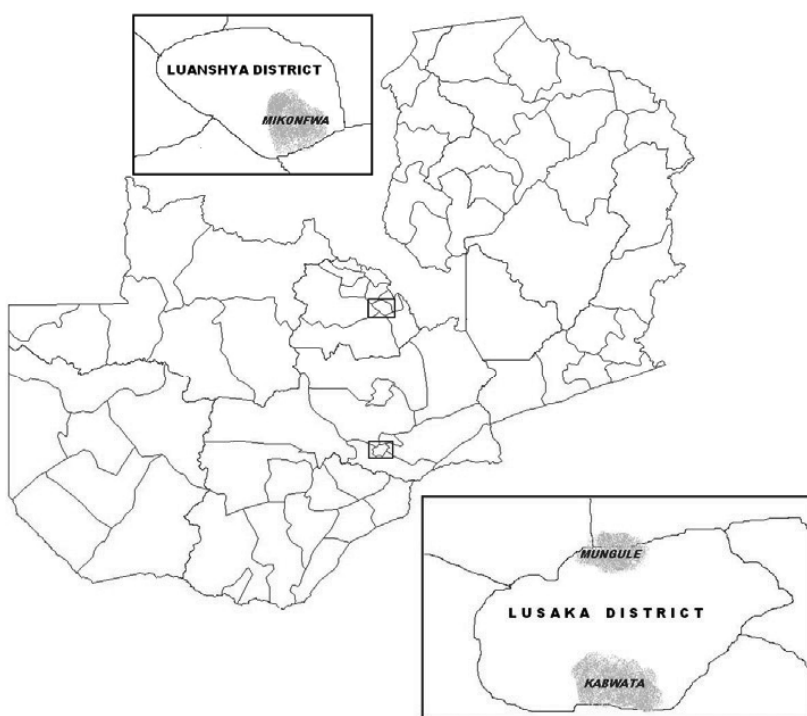 LUANSHYA DISTRICT
MIKONFWA
MUNGULE
LUSAKA DISTRICT
KABWATA